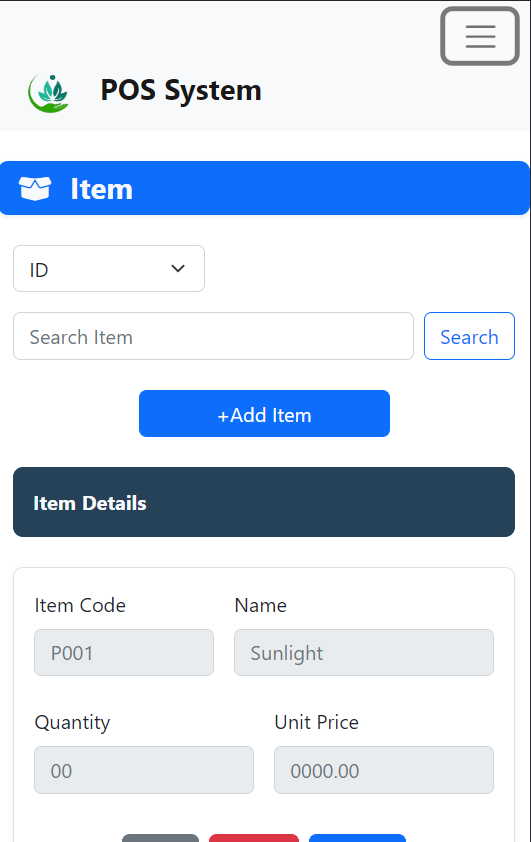 POS System
Item
ID
Search Item
Search
+Add Item
Item Details
Item Code
Name
P001
Sunlight
Quantity
Unit Price
00
0000.00